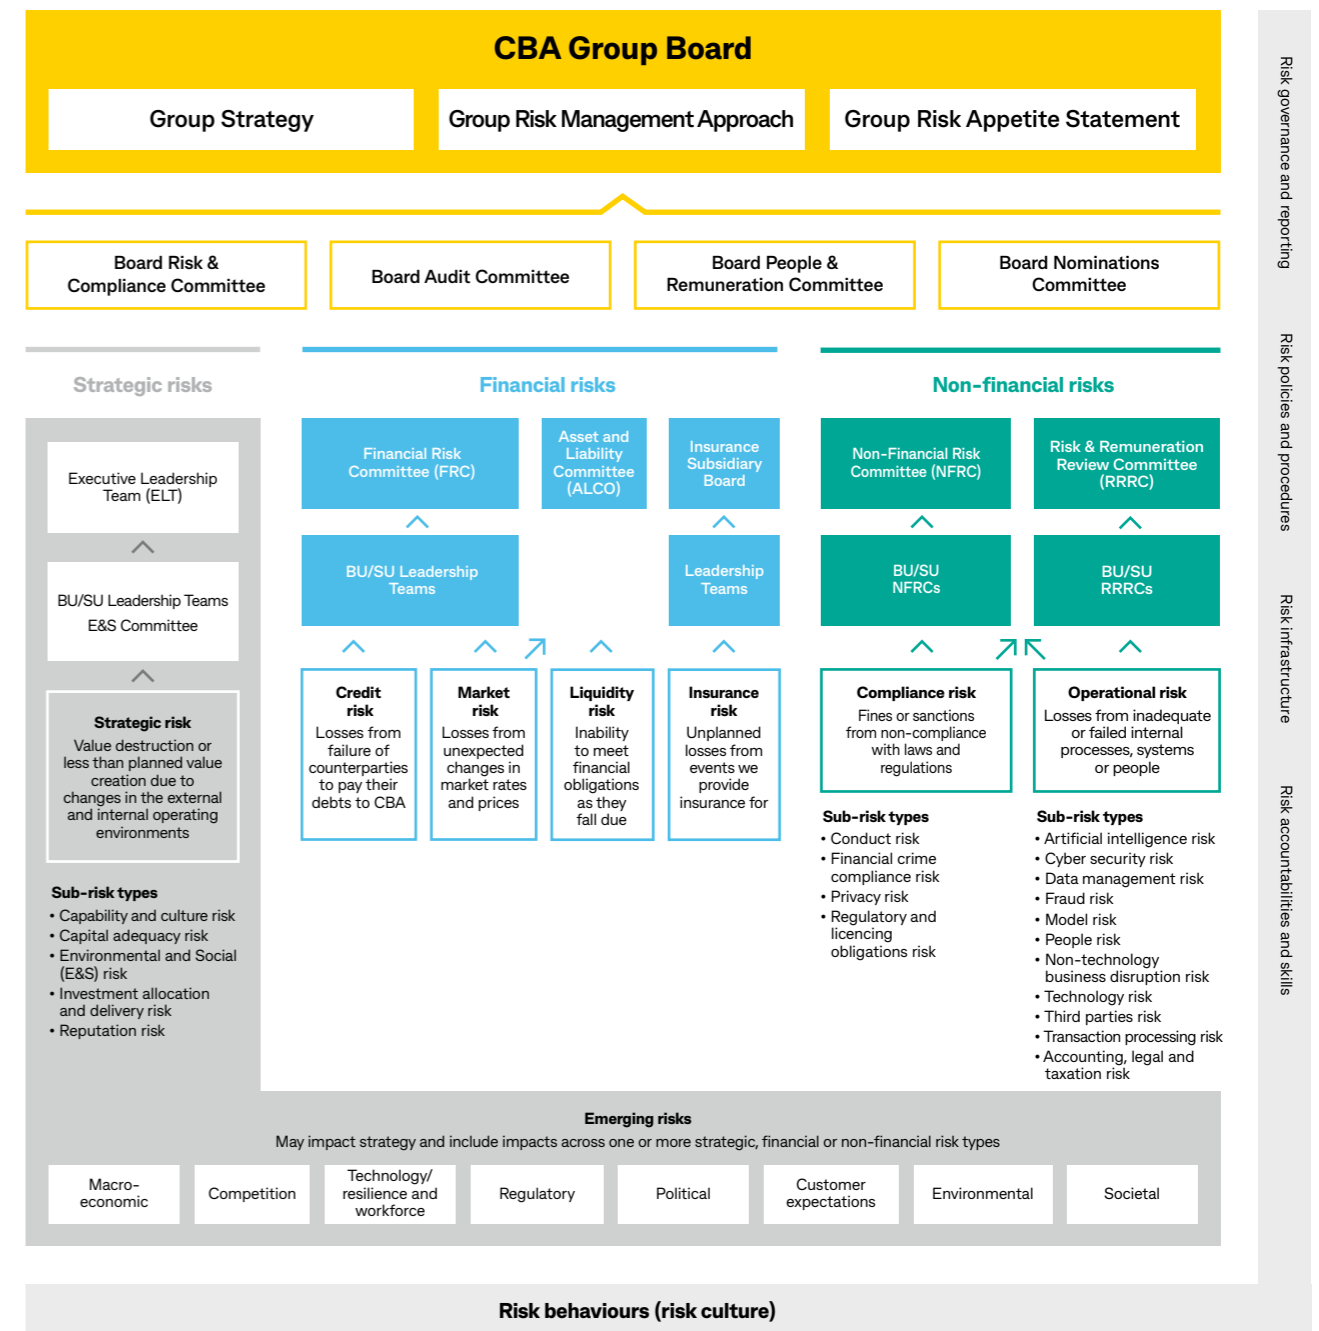 CBA Group Board
Group Strategy
Group Risk Management Approach
Group Risk Appetite Statement
Board Risk &
Compliance Committee
Board Audit Committee
Board People &
Remuneration Committee
Board Nominations
Committee
Strategic risks
Executive Leadership
Team (ELT)
BU/SU Leadership Teams
E&S Committee
Strategic risk
Value destruction or
less than planned value
creation due to
changes in the external
and internal operating
environments
Sub-risk types
• Capability and culture risk
• Capital adequacy risk
• Environmental and Social
(E&S) risk
• Investment allocation
and delivery risk
• Reputation risk
Financial risks
Financial Risk
Committee (FRC)
Asset and
Liability
Committee
(ALCO)
Insurance
Subsidiary
Board
BU/SU Leadership
Teams
Leadership
Teams
Credit
risk
Losses from
failure of
counterparties
to pay their
debts to CBA
Market
risk
Losses from
unexpected
changes in
market rates
and prices
Liquidity
risk
Inability
to meet
financial
obligations
as they
fall due
Insurance
risk
Unplanned
losses from
events we
provide
insurance for
Non-financial risks
Non-Financial Risk
Committee (NFRC)
Risk & Remuneration
Review Committee
(RRRC)
BU/SU
NFRCs
BU/SU
RRRCs
Compliance risk
Fines or sanctions
from non-compliance
with laws and
regulations
Sub-risk types
• Conduct risk
• Financial crime
compliance risk
• Privacy risk
• Regulatory and
licencing
obligations risk
Operational risk
Losses from inadequate
or failed internal
processes, systems
or people
Sub-risk types
• Artificial intelligence risk
• Cyber security risk
• Data management risk
• Fraud risk
• Model risk
• People risk
• Non-technology
business disruption risk
• Technology risk
• Third parties risk
• Transaction processing risk
• Accounting, legal and
taxation risk
Emerging risks
May impact strategy and include impacts across one or more strategic, financial or non-financial risk types
Macro-
economic
Competition
Technology/
resilience and
workforce
Regulatory
Political
Customer
expectations
Environmental
Societal
Risk behaviours (risk culture)
Risk governance and reporting
Risk policies and procedures
Risk infrastructure
Risk accountabilities and skills